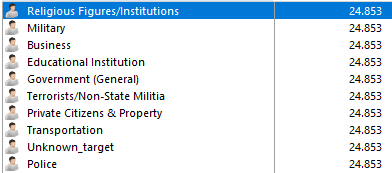 Religious Figures/Institutions 24.853
Military 24.853
Business 24.853
Educational Institution 24.853
Government (General) 24.853
Terrorists/Non-State Militia 24.853
Private Citizens & Property 24.853
Transportation 24.853
Unknown_target 24.853
Police 24.853